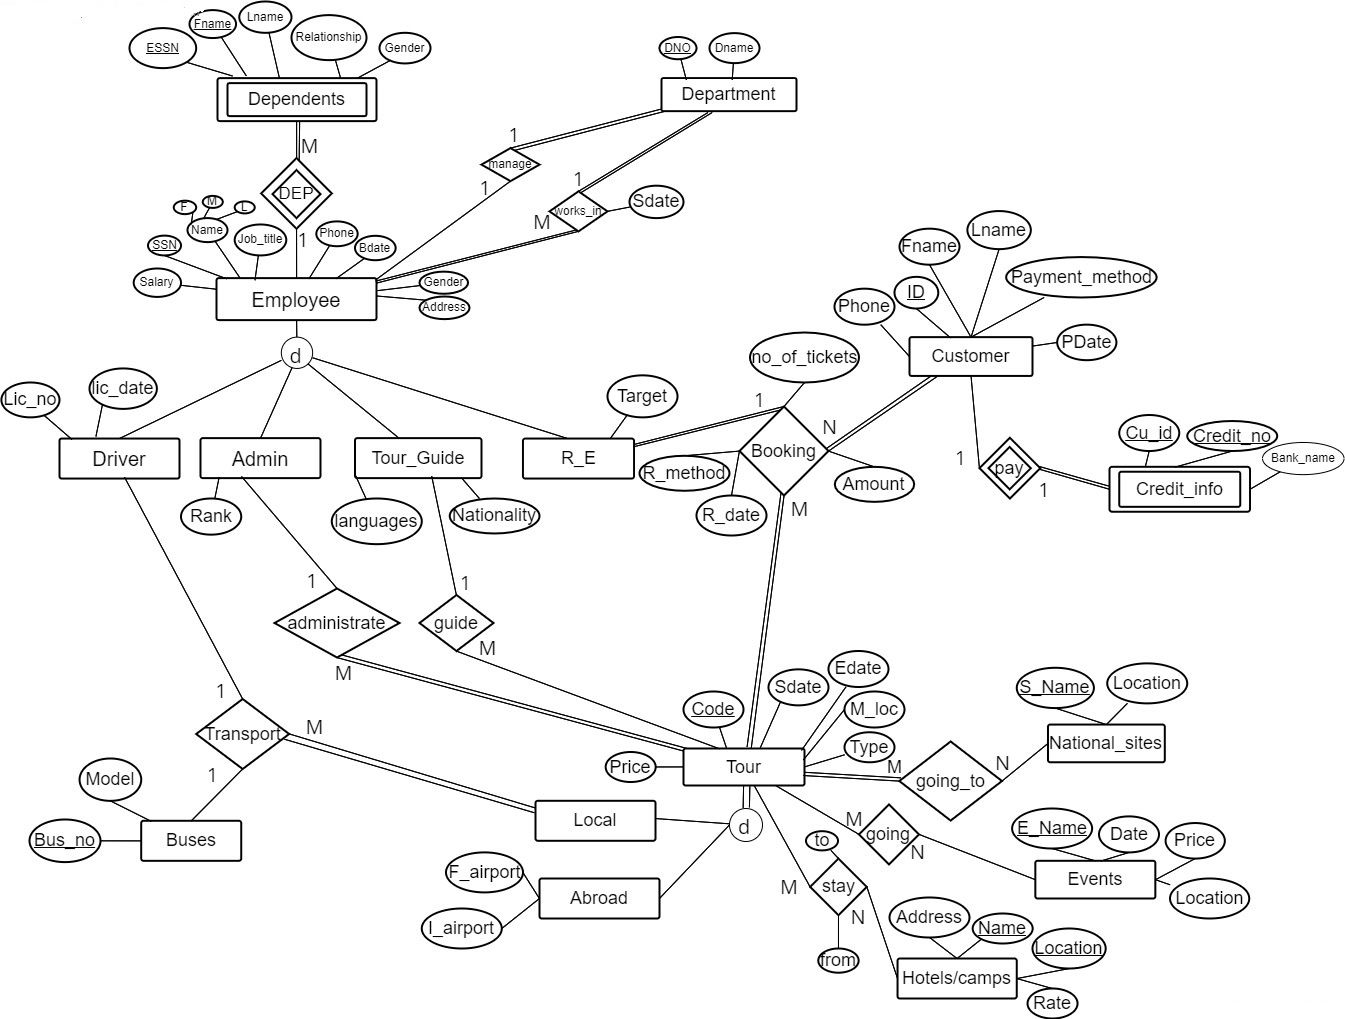 Lname
Fname
Relationship
ESSN
Gender
Dependents
DNO
Dname
Department
M
DEP
1
1
manage
1
1
works_in
M
Sdate
F
M
L
Name
SSN
Job_title
Phone
Bdate
Salary
Employee
Gender
Address
d
Fname
Lname
Payment_method
ID
Phone
PDate
Customer
Lic_no
lic_date
Driver
Admin
Tour_Guide
R_E
Target
no_of_tickets
1
N
Booking
M
R_method
R_date
Amount
Rank
languages
Nationality
1
pay
1
Cu_id
Credit_no
Bank_name
Credit_info
1
administrate
M
1
guide
M
1
Transport
M
1
Model
Bus_no
Buses
Code
Sdate
Edate
M_loc
Type
Price
Tour
M
going_to
N
S_Name
Location
National_sites
Local
d
F_airport
I_airport
Abroad
M
going
N
E_Name
Date
Price
Location
Events
to
M
stay
N
from
Address
Name
Location
Hotels/camps
Rate